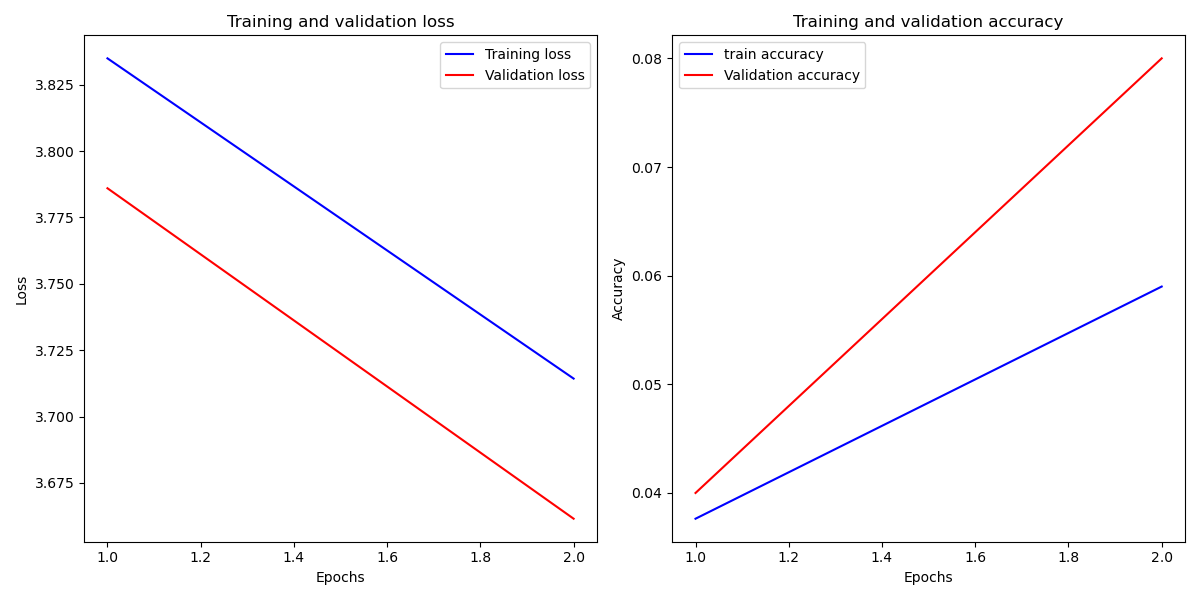 Training and validation loss
Training loss
Validation loss
3.825
3.800
3.775
3.750
3.725
3.700
3.675
Loss
1.0 1.2 1.4 1.6 1.8 2.0
Epochs
Training and validation accuracy
train accuracy
Validation accuracy
0.08
0.07
0.06
0.05
0.04
Accuracy
1.0 1.2 1.4 1.6 1.8 2.0
Epochs